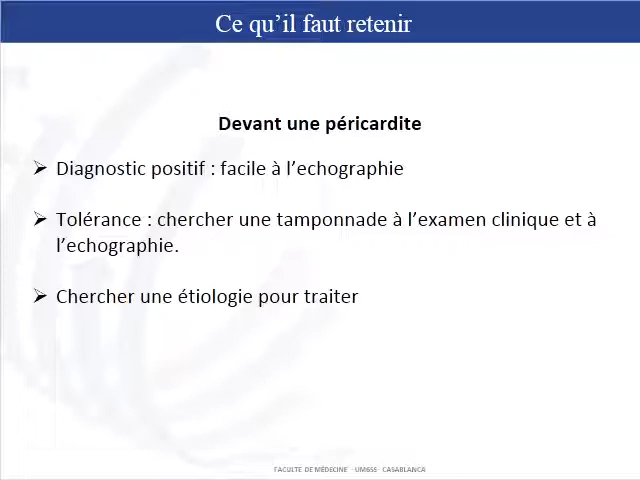 Ce qu’il faut retenir
Devant une péricardite
➢ Diagnostic positif : facile à l’echographie
➢ Tolérance : chercher une tamponnade à l’examen clinique et à
l’echographie.
➢ Chercher une étiologie pour traiter
FACULTE DE MÉDECINE - UM6SS - CASABLANCA